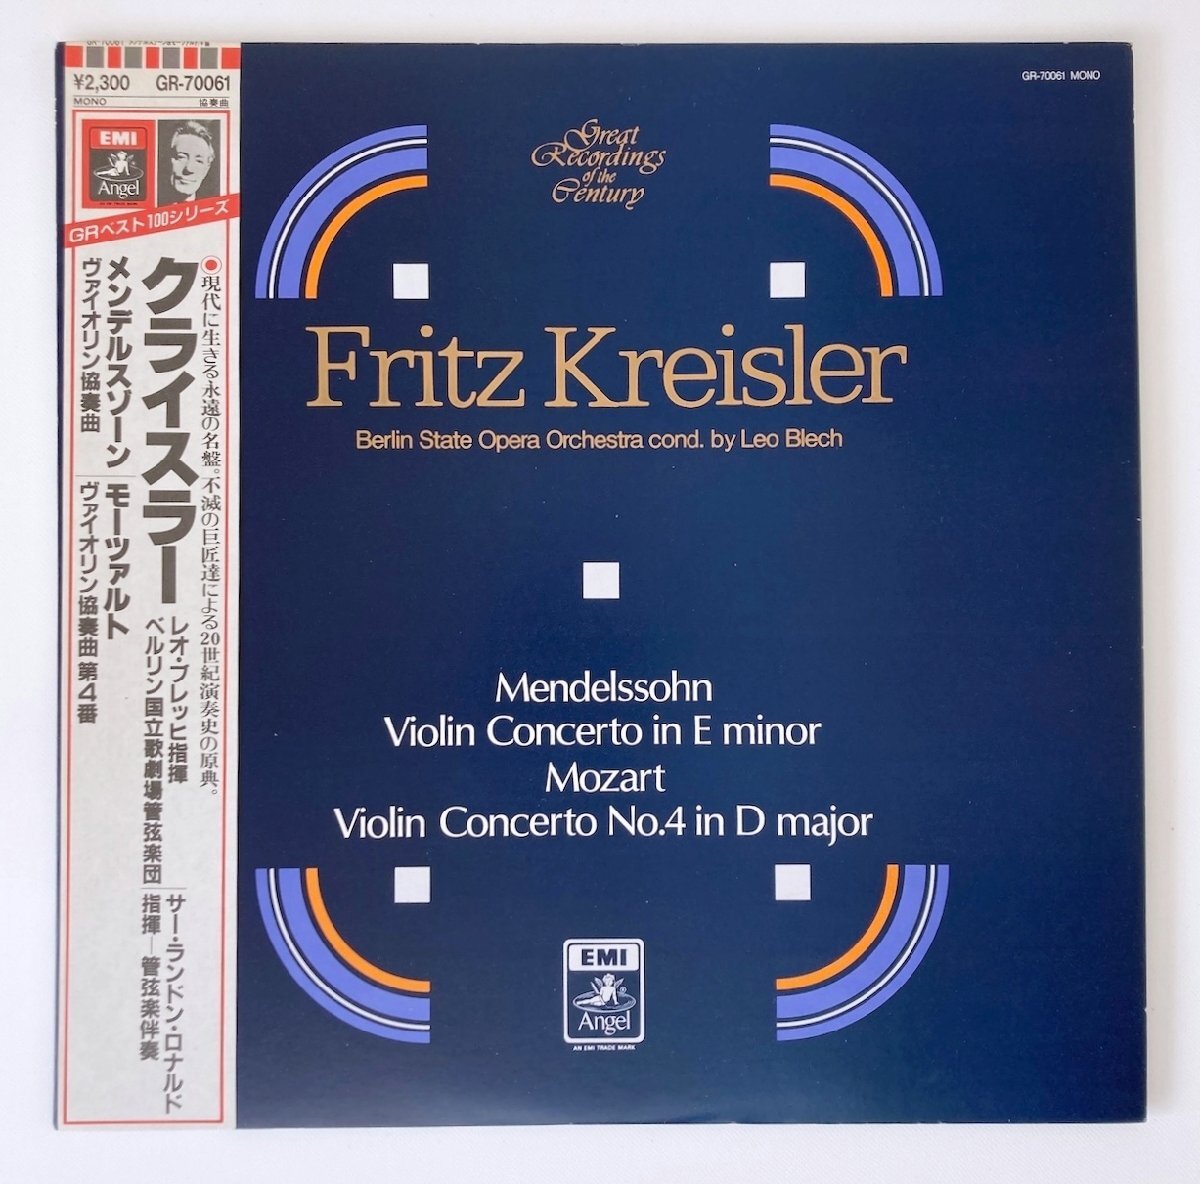 ¥2,300 GR-70061
MONO 協奏曲
EMI
Angel
GRベスト100シリーズ
現代に生きる永遠の名盤。不滅の巨匠達による20世紀演奏史の原典。
クライスラー
メンデルスゾーン
ヴァイオリン協奏曲
モーツァルト
ヴァイオリン協奏曲 第4番
レオ・ブレッヒ指揮
ベルリン国立歌劇場管弦楽団
サー・ランドン・ロナルド
指揮—管弦楽伴奏
GR-70061 MONO
Great
Recordings
of the
Century
Fritz Kreisler
Berlin State Opera Orchestra cond. by Leo Blech
Mendelssohn
Violin Concerto in E minor
Mozart
Violin Concerto No.4 in D major
EMI
Angel
AN EMI TRADE MARK